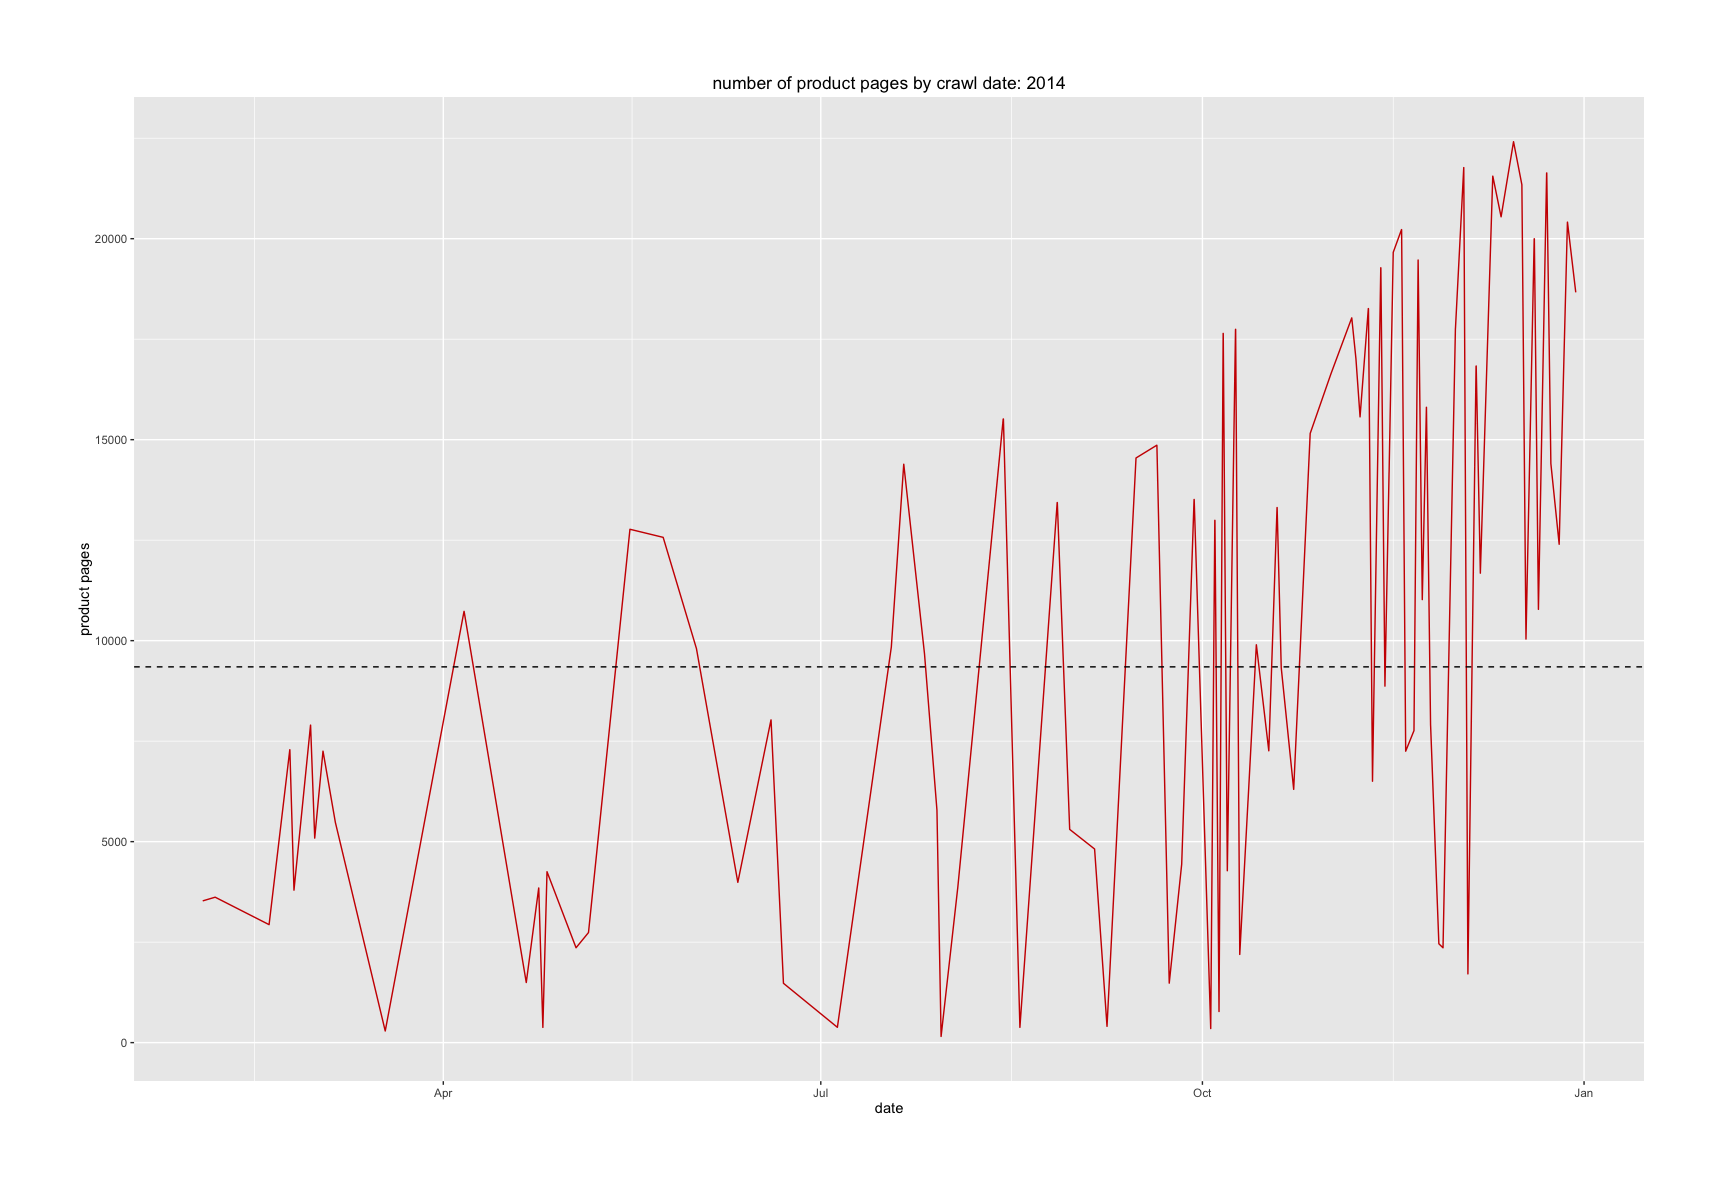 number of product pages by crawl date: 2014
product pages
20000
15000
10000
5000
0
Apr
Jul
Oct
Jan
date